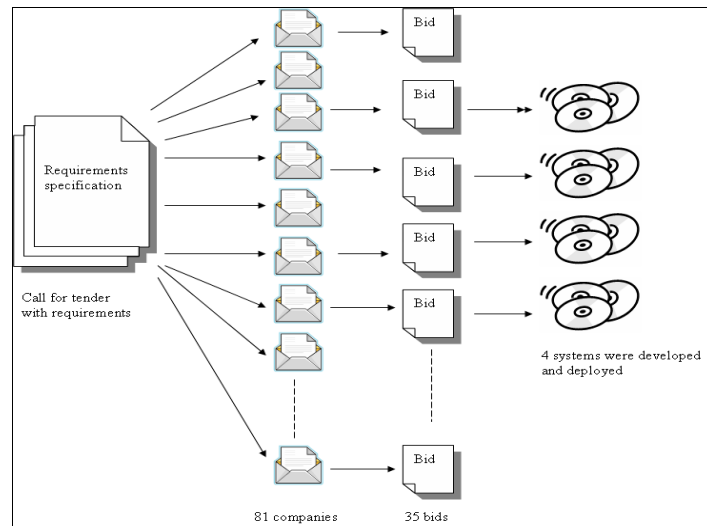 Requirements
specification
Call for tender
with requirements
Bid
Bid
Bid
Bid
Bid
Bid
81 companies
35 bids
4 systems were developed
and deployed